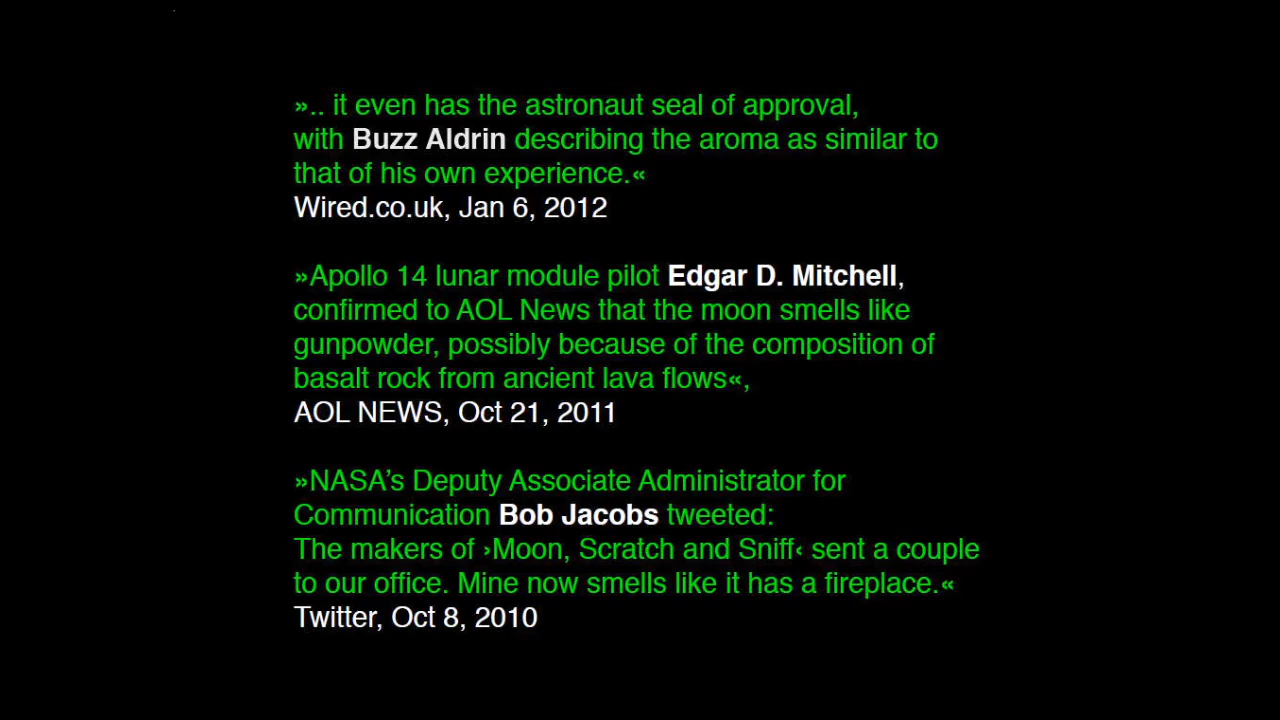 ».. it even has the astronaut seal of approval,
with Buzz Aldrin describing the aroma as similar to
that of his own experience.«
Wired.co.uk, Jan 6, 2012
»Apollo 14 lunar module pilot Edgar D. Mitchell,
confirmed to AOL News that the moon smells like
gunpowder, possibly because of the composition of
basalt rock from ancient lava flows«,
AOL NEWS, Oct 21, 2011
»NASA’s Deputy Associate Administrator for
Communication Bob Jacobs tweeted:
The makers of ›Moon, Scratch and Sniff‹ sent a couple
to our office. Mine now smells like it has a fireplace.«
Twitter, Oct 8, 2010